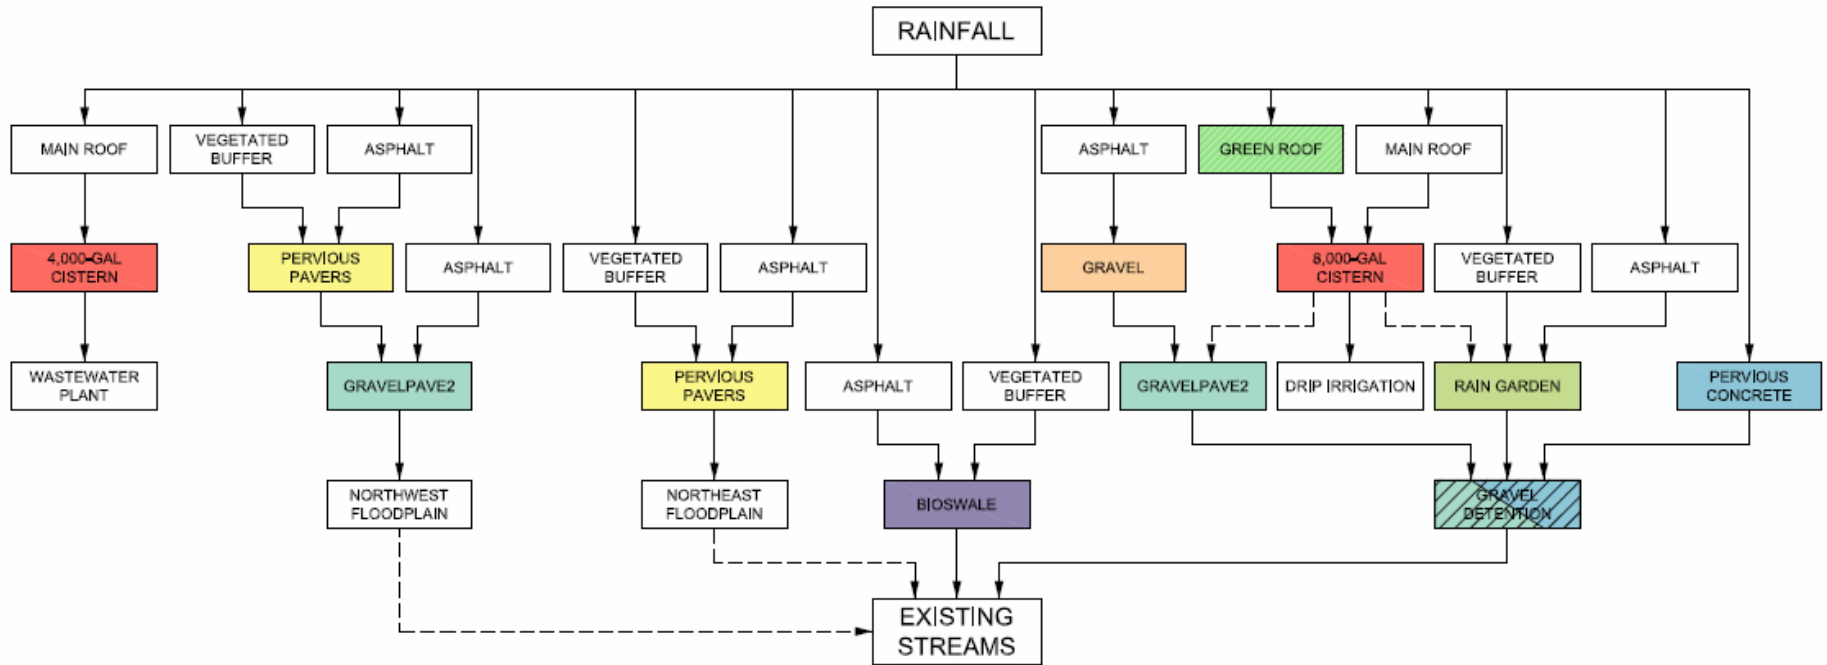 RAINFALL
MAIN ROOF
VEGETATED
BUFFER
ASPHALT
ASPHALT
GREEN ROOF
MAIN ROOF
4,000-GAL
CISTERN
PERVIOUS
PAVERS
ASPHALT
VEGETATED
BUFFER
ASPHALT
GRAVEL
8,000-GAL
CISTERN
VEGETATED
BUFFER
ASPHALT
WASTEWATER
PLANT
GRAVELPAVE2
PERVIOUS
PAVERS
ASPHALT
VEGETATED
BUFFER
GRAVELPAVE2
DRIP IRRIGATION
RAIN GARDEN
PERVIOUS
CONCRETE
NORTHWEST
FLOODPLAIN
NORTHEAST
FLOODPLAIN
BIOSWALE
GRAVEL
DETENTION
EXISTING
STREAMS